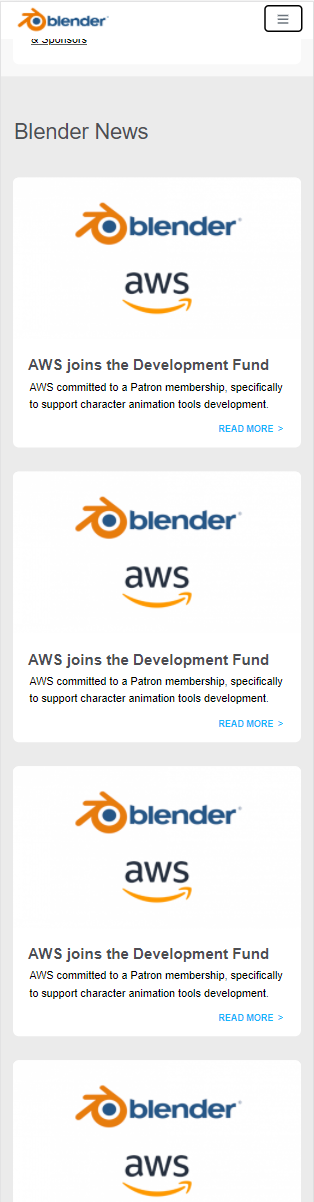 blender
& Sponsors
Blender News
blender
aws
AWS joins the Development Fund
AWS committed to a Patron membership, specifically
to support character animation tools development.
READ MORE >
blender
aws
AWS joins the Development Fund
AWS committed to a Patron membership, specifically
to support character animation tools development.
READ MORE >
blender
aws
AWS joins the Development Fund
AWS committed to a Patron membership, specifically
to support character animation tools development.
READ MORE >
blender
aws